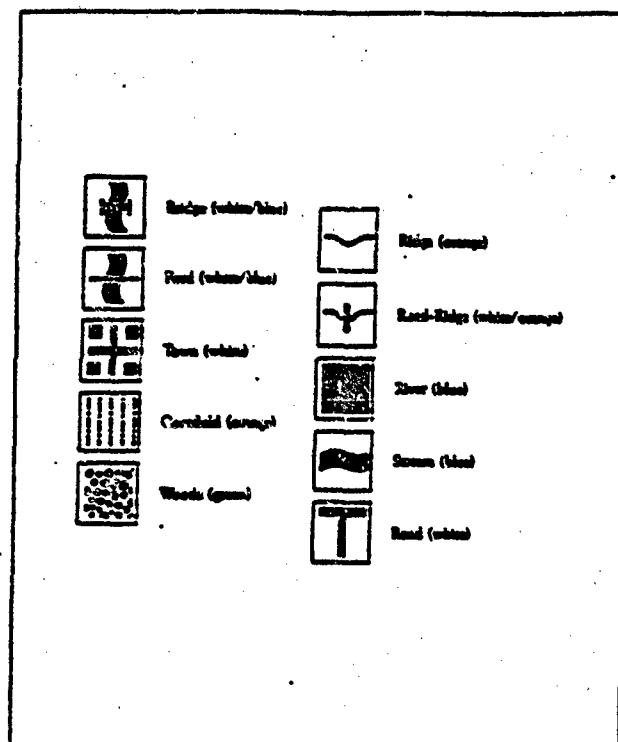 Bridge (white/blue)
Ford (white/blue)
Town (white)
Cornfield (orange)
Woods (green)
Ridge (orange)
Road-Ridge (white/orange)
River (blue)
Stream (blue)
Road (white)